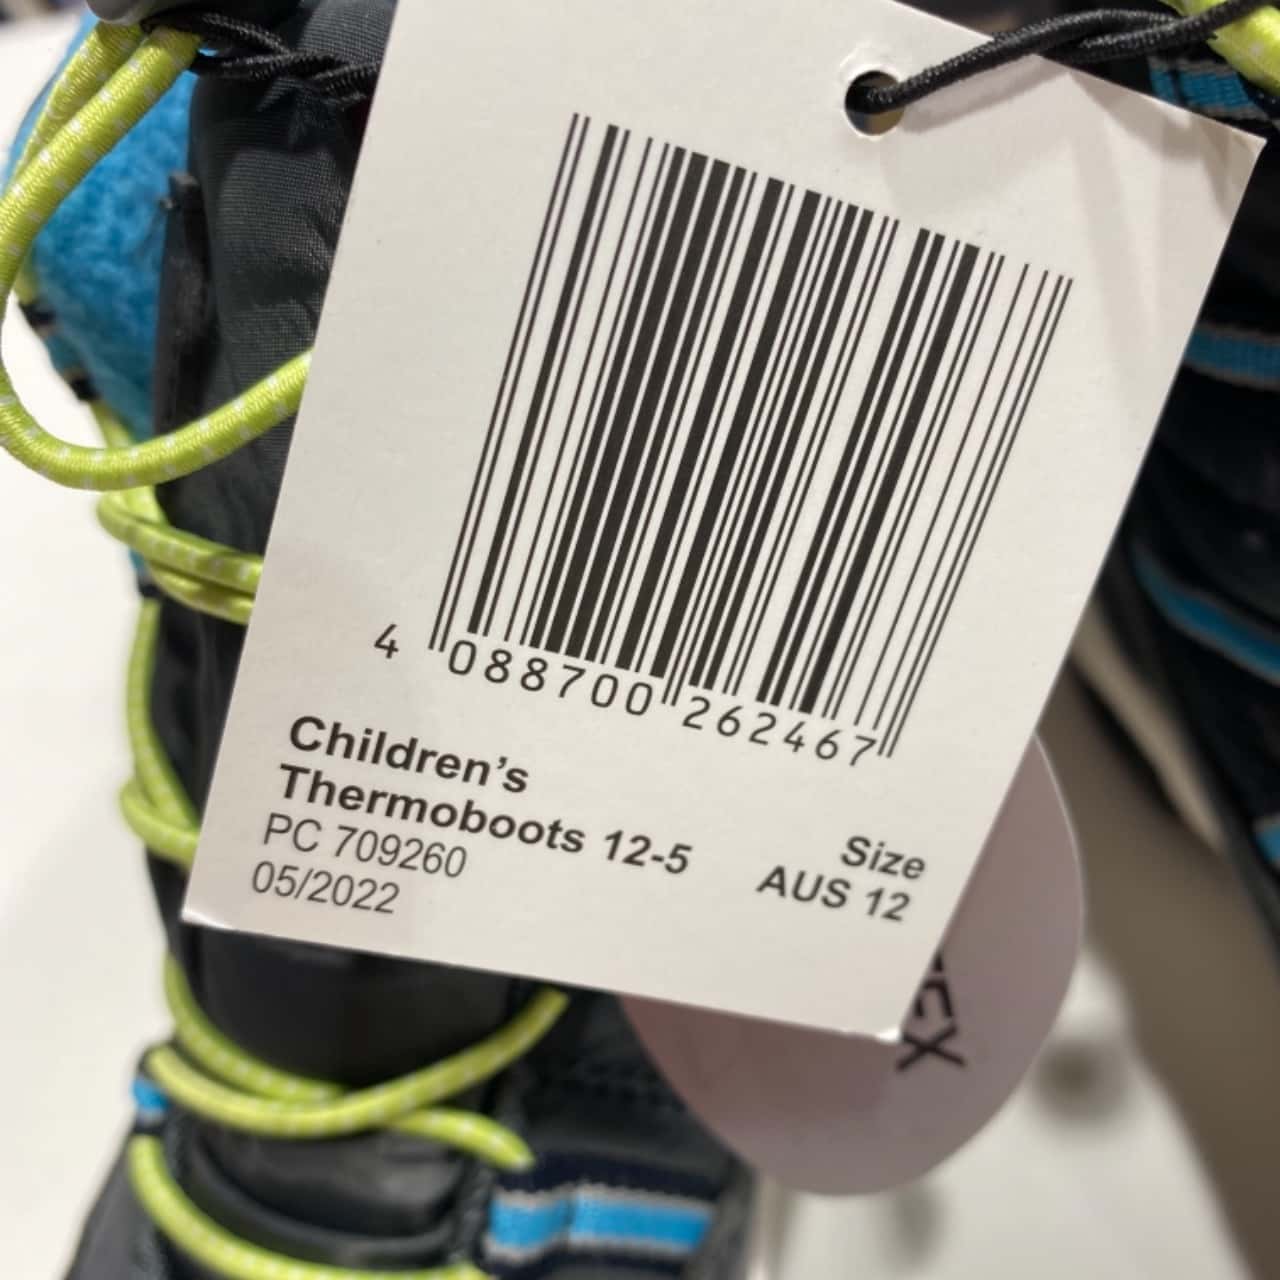 4 088700 262467
Children's
Thermoboots 12-5
PC 709260
05/2022
Size
AUS 12